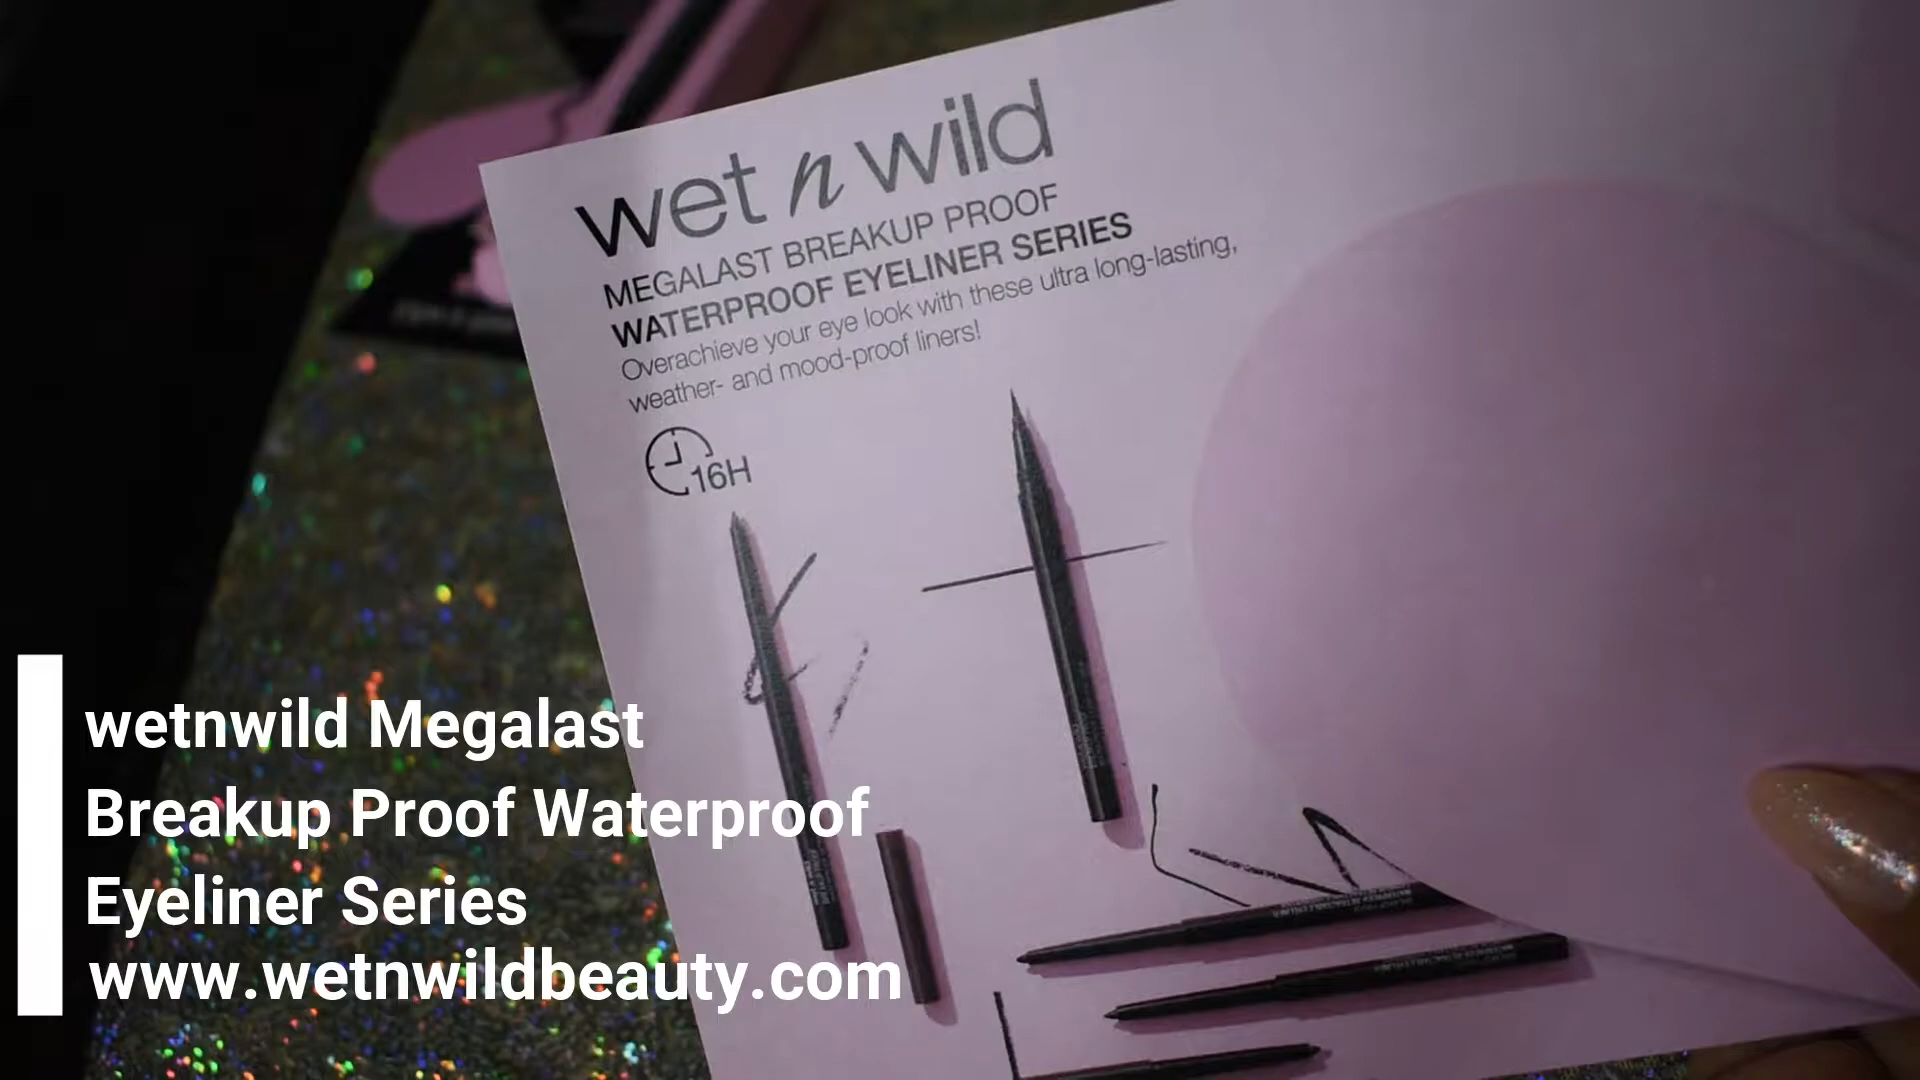 wet n wild
MEGALAST BREAKUP PROOF
WATERPROOF EYELINER SERIES
Overachieve your eye look with these ultra long-lasting,
weather- and mood-proof liners!
16H
wetnwild Megalast
Breakup Proof Waterproof
Eyeliner Series
www.wetnwildbeauty.com